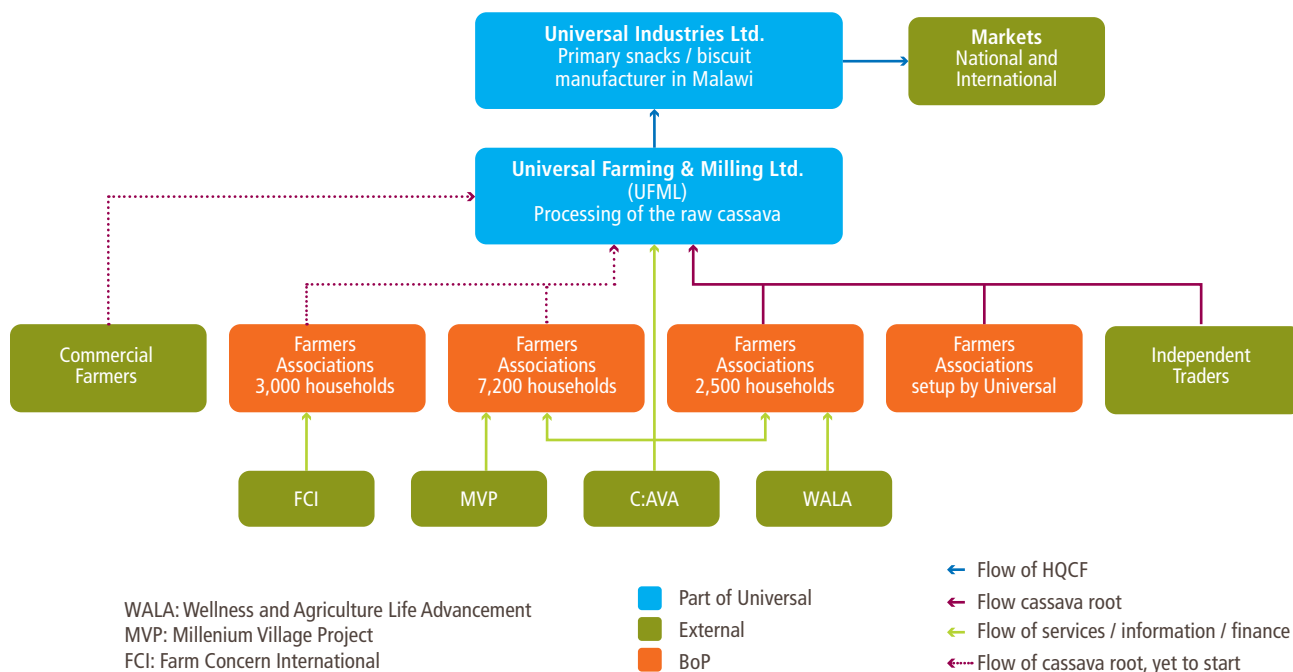 Universal Industries Ltd.
Primary snacks / biscuit
manufacturer in Malawi
Markets
National and
International
Universal Farming & Milling Ltd.
(UFML)
Processing of the raw cassava
Commercial
Farmers
Farmers
Associations
3,000 households
Farmers
Associations
7,200 households
Farmers
Associations
2,500 households
Farmers
Associations
setup by Universal
Independent
Traders
FCI
MVP
C:AVA
WALA
WALA: Wellness and Agriculture Life Advancement
MVP: Millenium Village Project
FCI: Farm Concern International
Part of Universal
External
BoP
Flow of HQCF
Flow cassava root
Flow of services / information / finance
Flow of cassava root, yet to start